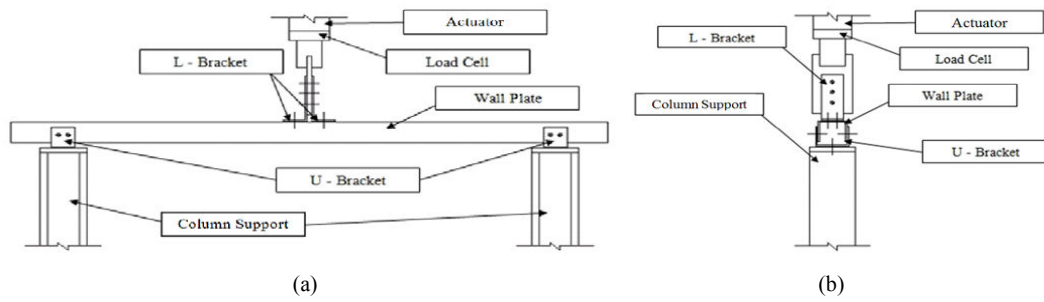 Actuator
L - Bracket
Load Cell
Wall Plate
U - Bracket
Column Support
(a)
Actuator
L - Bracket
Load Cell
Column Support
Wall Plate
U - Bracket
(b)